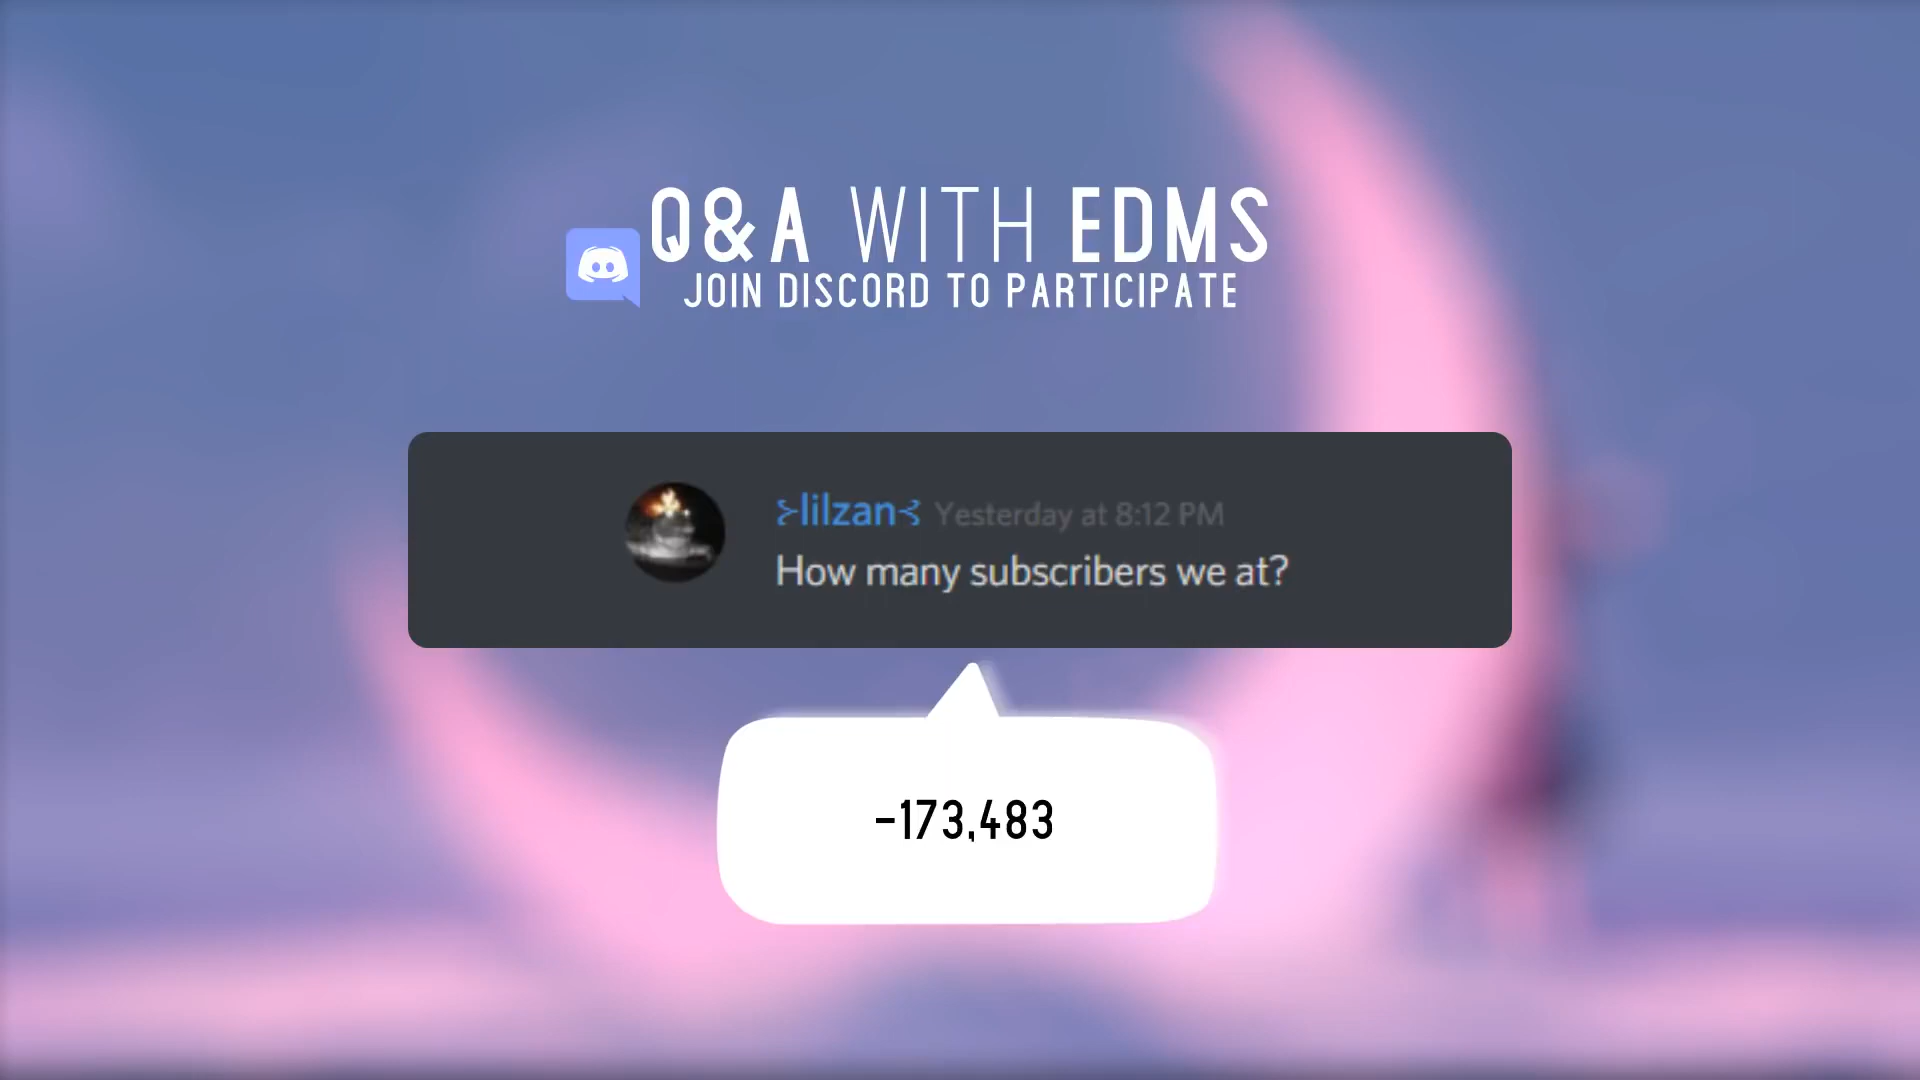 Q&A WITH EDMS
JOIN DISCORD TO PARTICIPATE
⊱lilzan⊰ Yesterday at 8:12 PM
How many subscribers we at?
-173,483